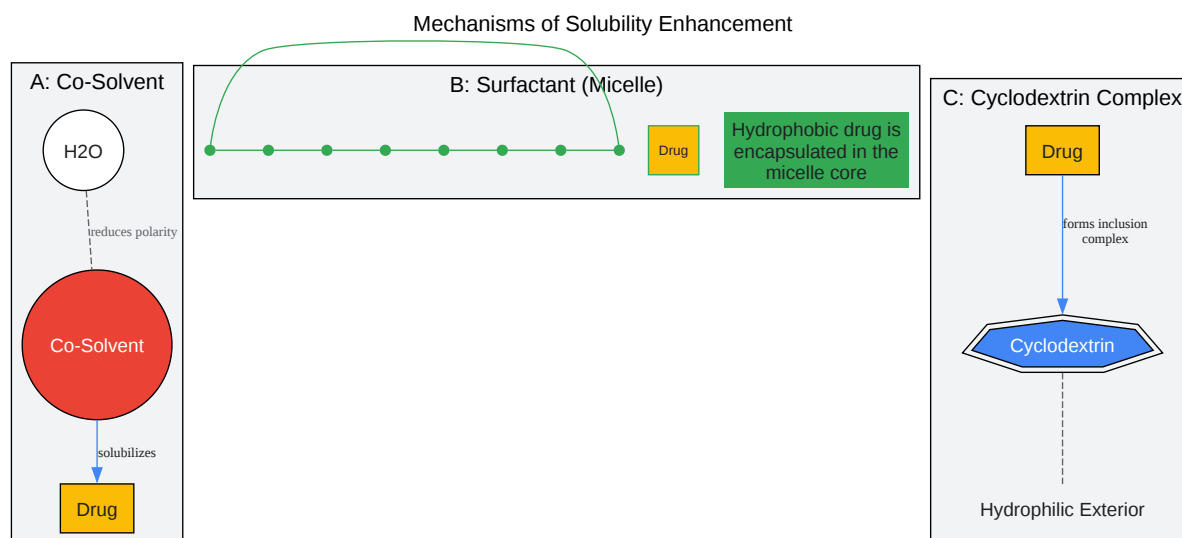 Mechanisms of Solubility Enhancement
A: Co-Solvent
H2O
reduces polarity
Co-Solvent
solubilizes
Drug
B: Surfactant (Micelle)
Drug
Hydrophobic drug is
encapsulated in the
micelle core
C: Cyclodextrin Complex
Drug
forms inclusion
complex
Cyclodextrin
Hydrophilic Exterior